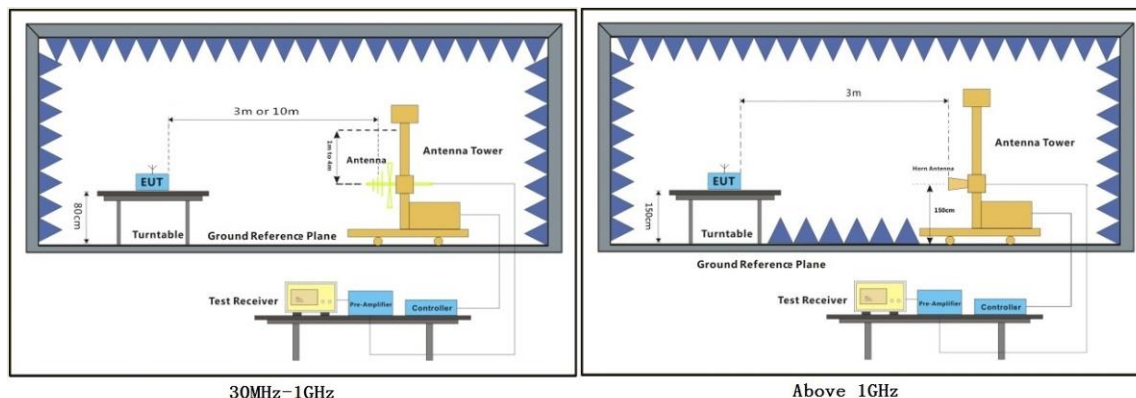 3m or 10m
1m to 4m
Antenna
Antenna Tower
EUT
80cm
Turntable
Ground Reference Plane
Test Receiver
Pre-Amplifier
Controller
30MHz-1GHz
3m
Antenna Tower
Horn Antenna
EUT
150cm
150cm
Turntable
Ground Reference Plane
Test Receiver
Pre-Amplifier
Controller
Above 1GHz